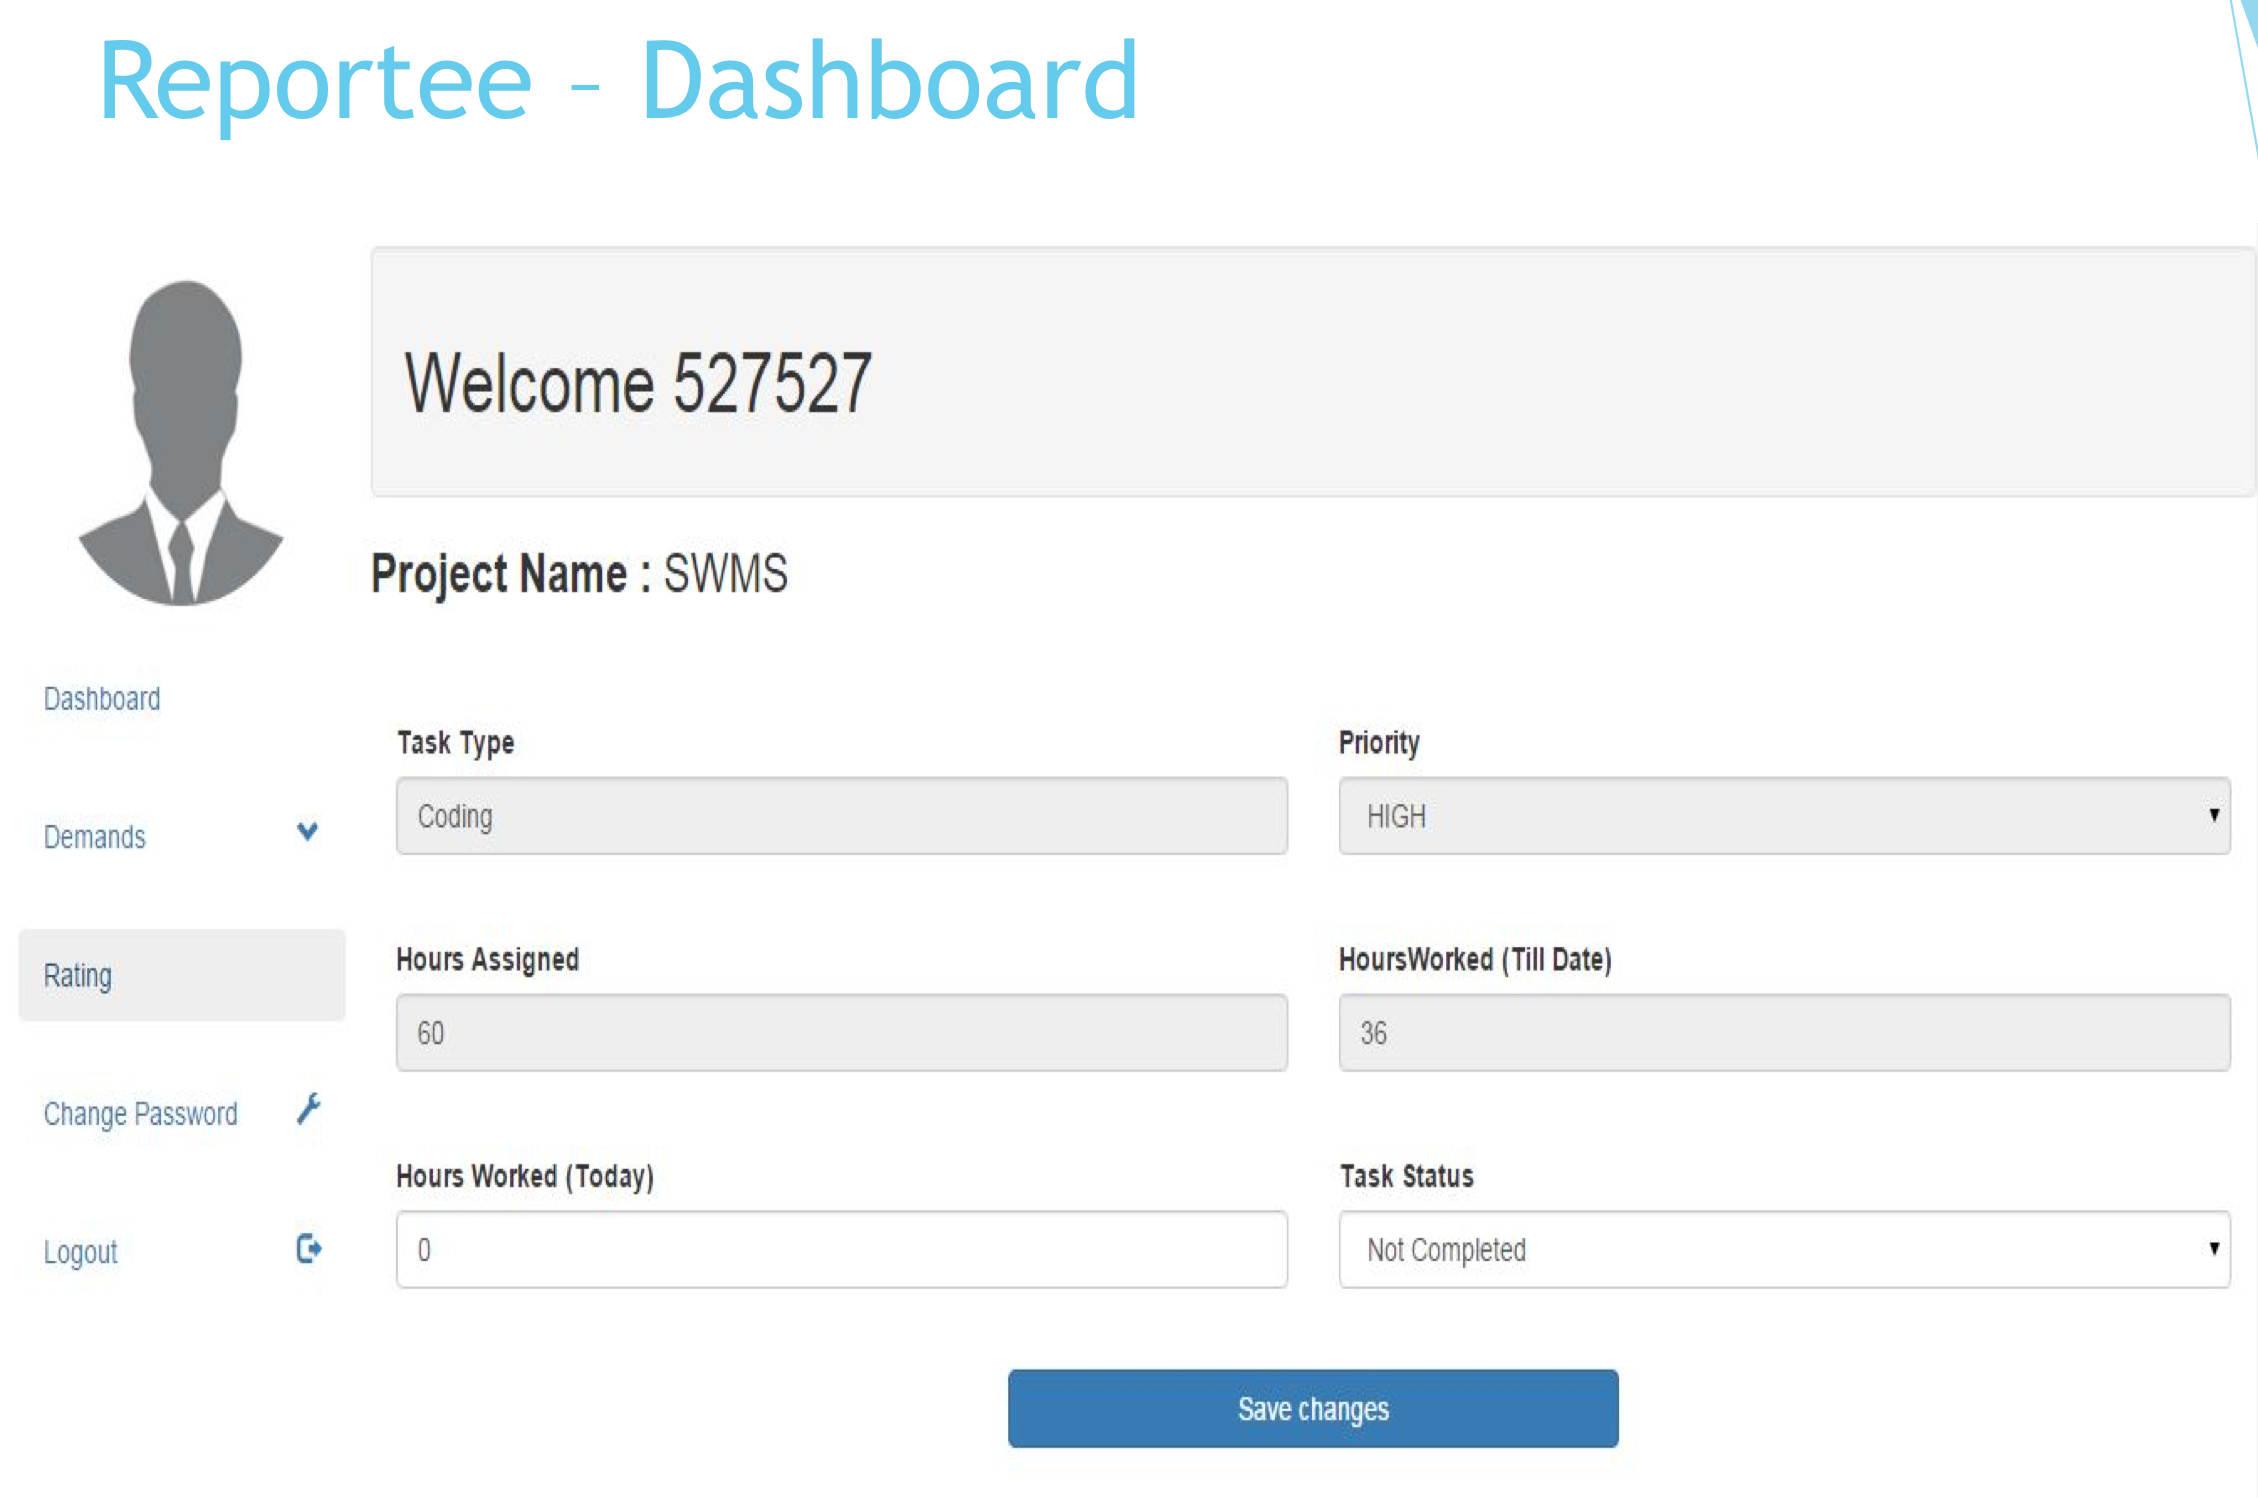 Reportee – Dashboard
Welcome 527527
Project Name : SWMS
Dashboard
Demands
Rating
Change Password
Logout
Task Type
Priority
Coding
HIGH
Hours Assigned
HoursWorked (Till Date)
60
36
Hours Worked (Today)
Task Status
0
Not Completed
Save changes